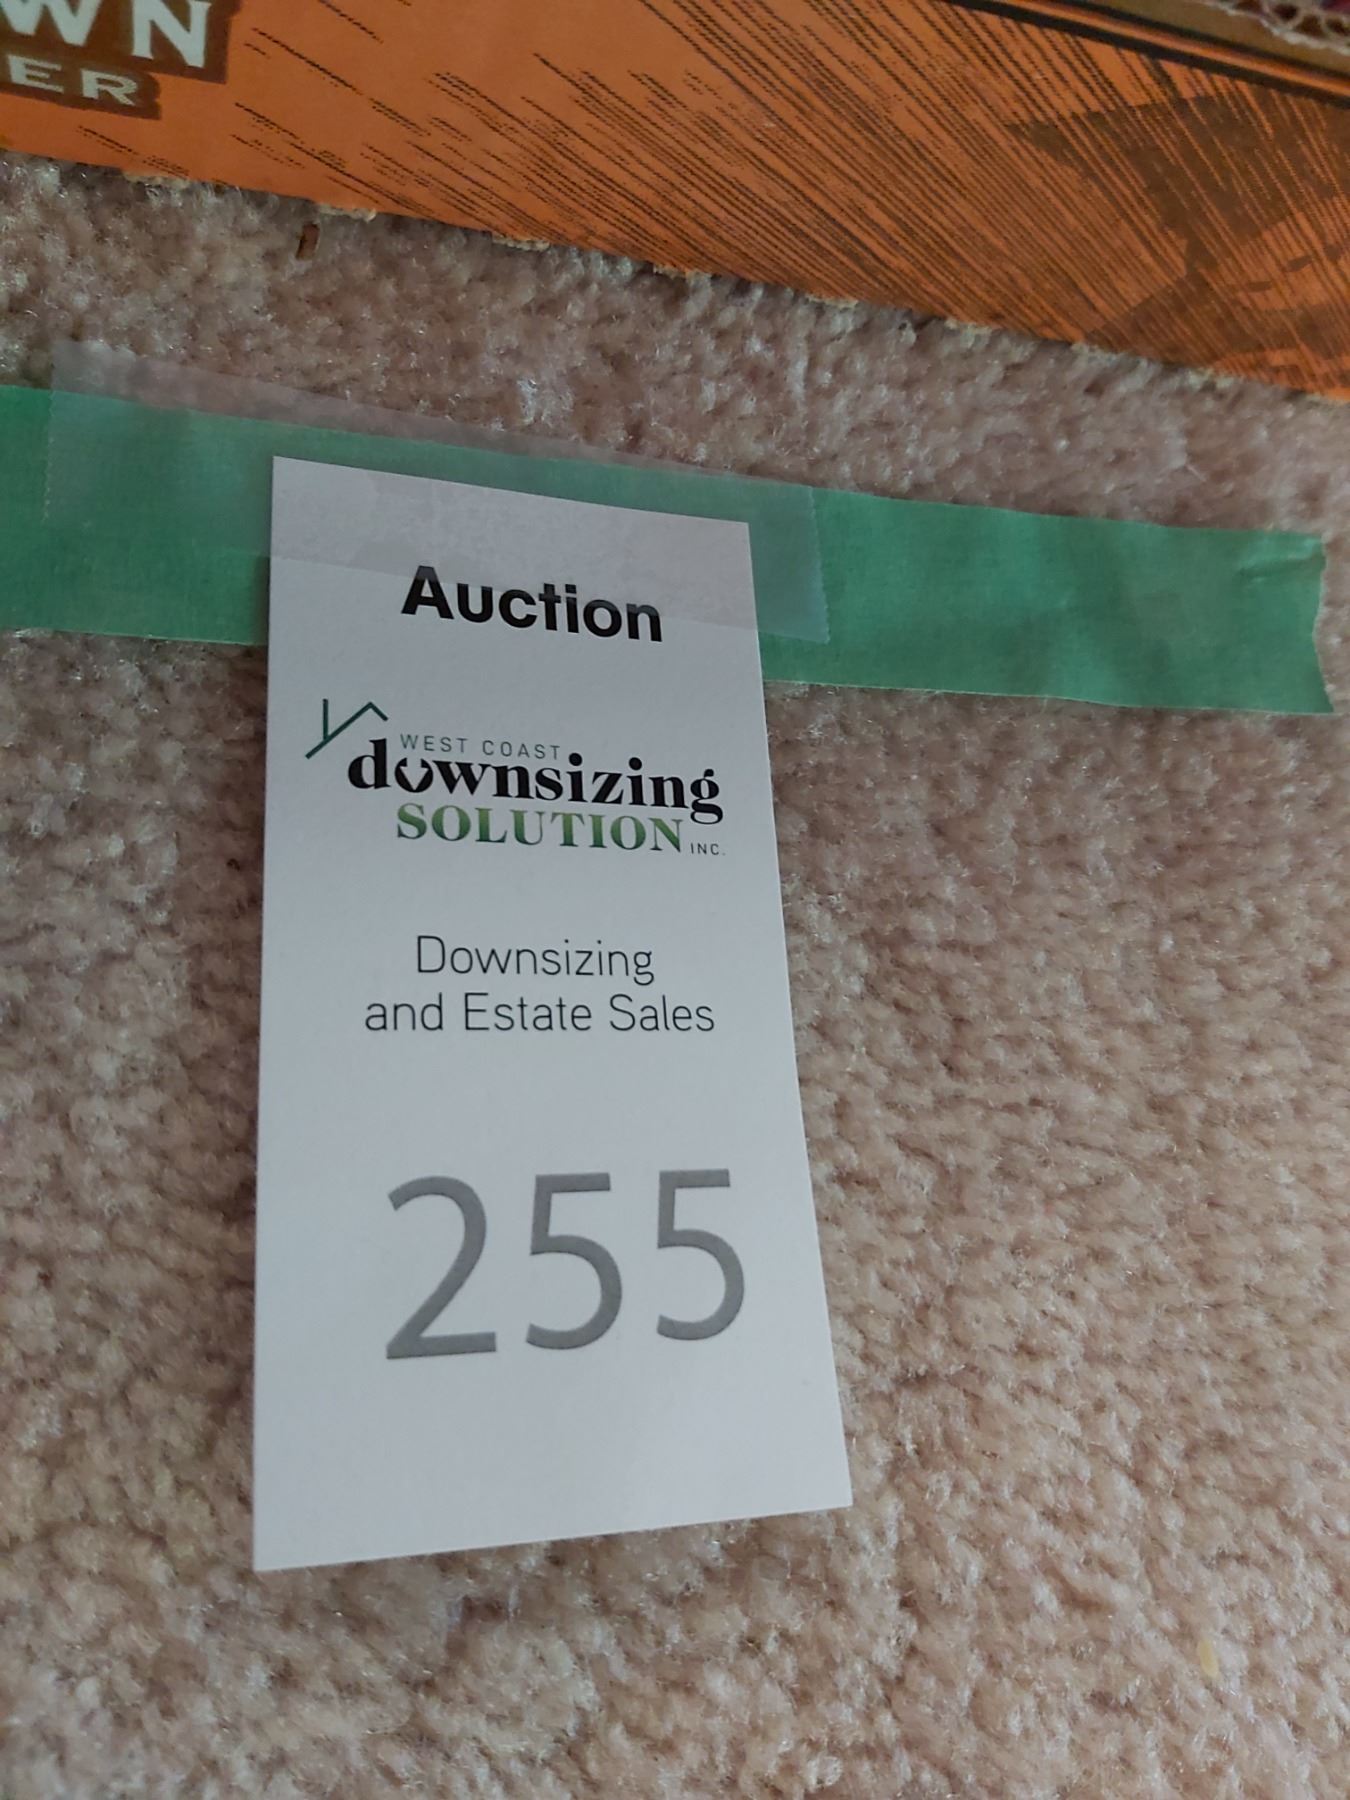 WN
ER
Auction
WEST COAST
downsizing
SOLUTION INC.
Downsizing
and Estate Sales
255